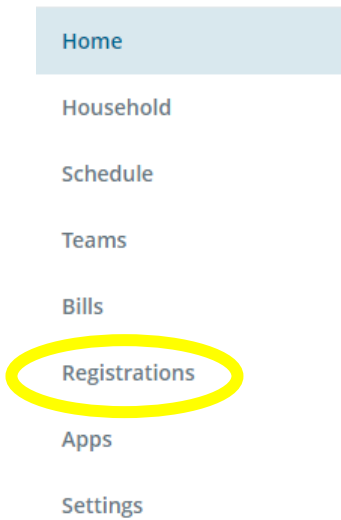 Home
Household
Schedule
Teams
Bills
Registrations
Apps
Settings